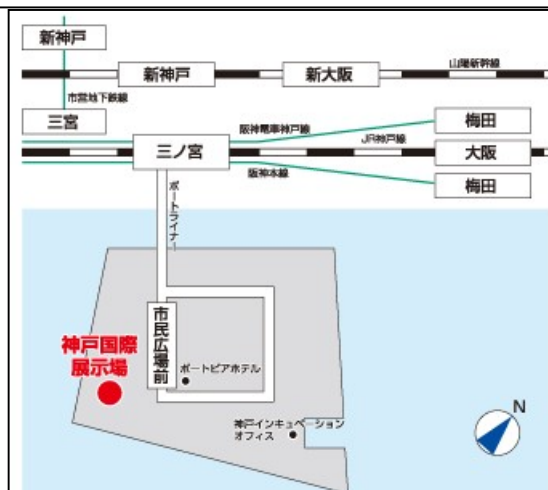 新神戸
山陽新幹線
新神戸
新大阪
市営地下鉄線
三宮
阪神電車神戸線
梅田
JR神戸線
三ノ宮
大阪
阪神本線
梅田
ポートライナー
市民広場前
神戸国際
展示場
ポートピアホテル
神戸インキュベーション
オフィス
N